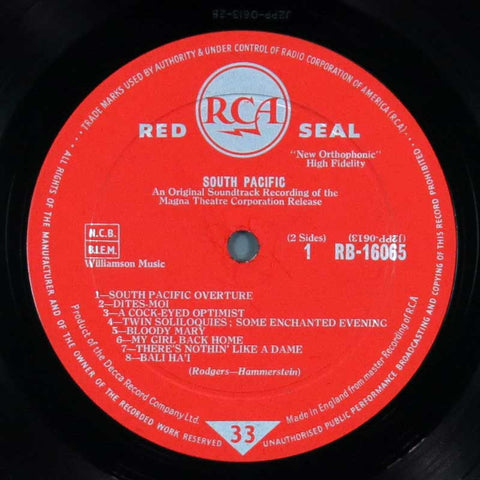 J2PP-0613-2B
TRADE MARKS USED BY AUTHORITY & UNDER CONTROL OF RADIO CORPORATION OF AMERICA (RCA)
ALL RIGHTS OF THE MANUFACTURER AND OF THE OWNER OF THE RECORDED WORK RESERVED
UNAUTHORISED PUBLIC PERFORMANCE BROADCASTING AND COPYING OF THIS RECORD PROHIBITED
RCA
RED SEAL
"New Orthophonic"
High Fidelity
SOUTH PACIFIC
An Original Soundtrack Recording of the
Magna Theatre Corporation Release
N.C.B.
B.I.E.M.
Williamson Music
(2 Sides)
1
(J2PP-0613)
RB-16065
1—SOUTH PACIFIC OVERTURE
2—DITES-MOI
3—A COCK-EYED OPTIMIST
4—TWIN SOLILOQUIES ; SOME ENCHANTED EVENING
5—BLOODY MARY
6—MY GIRL BACK HOME
7—THERE'S NOTHIN' LIKE A DAME
8—BALI HA'I
(Rodgers—Hammerstein)
Product of the Decca Record Company Ltd.
33
Made in England from master Recording of RCA